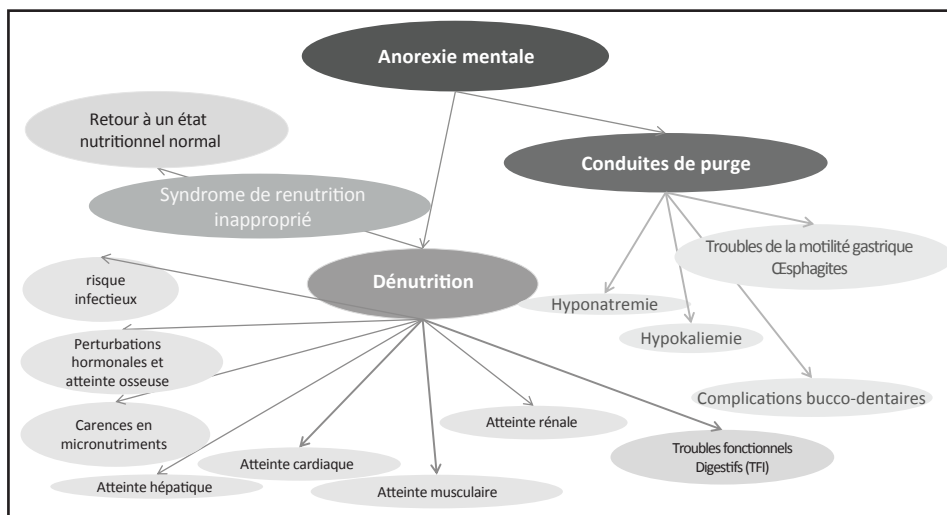 Anorexie mentale
Retour à un état
nutritionnel normal
Conduites de purge
Syndrome de renutrition
inapproprié
Troubles de la motilité gastrique
Œsphagites
Dénutrition
risque
infectieux
Hyponatremie
Hypokaliemie
Perturbations
hormonales et
atteinte osseuse
Complications bucco-dentaires
Carences en
micronutriments
Atteinte rénale
Troubles fonctionnels
Digestifs (TFI)
Atteinte cardiaque
Atteinte hépatique
Atteinte musculaire